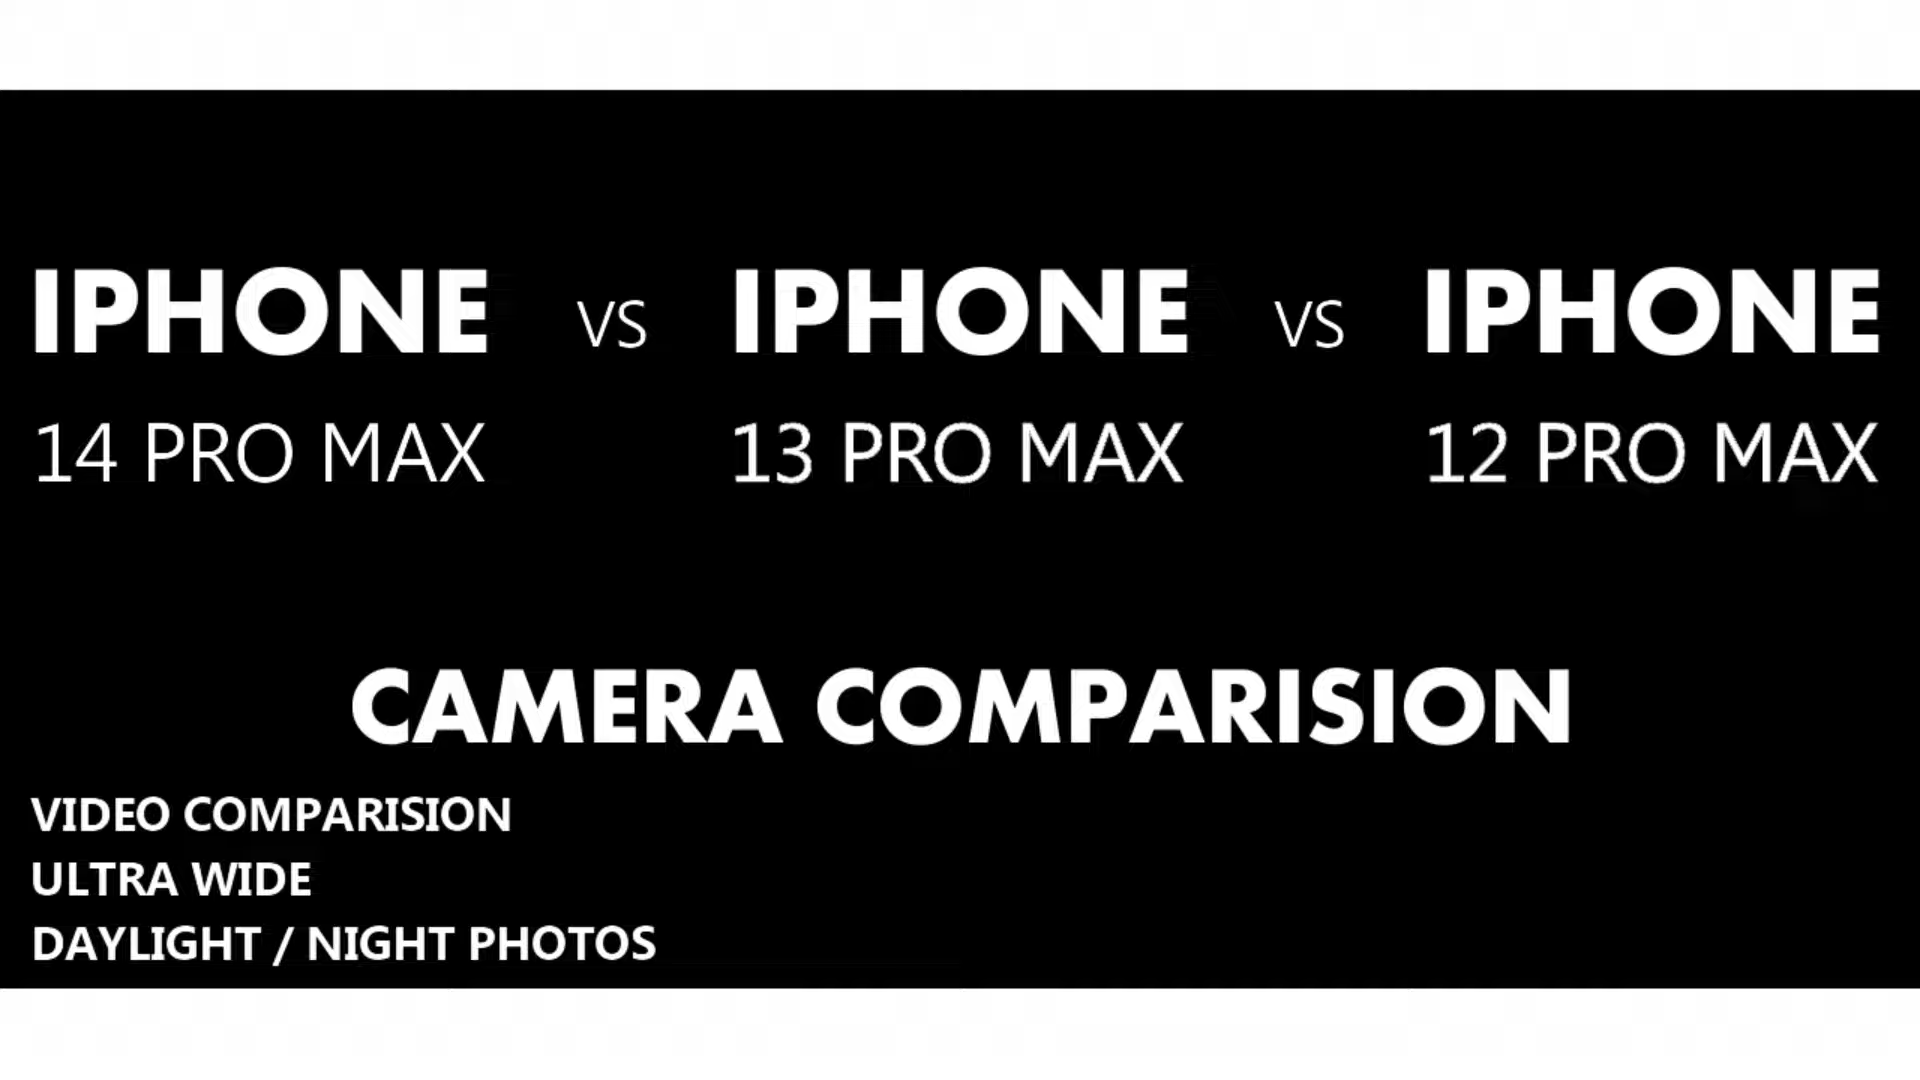 IPHONE VS IPHONE VS IPHONE
14 PRO MAX 13 PRO MAX 12 PRO MAX
CAMERA COMPARISION
VIDEO COMPARISION
ULTRA WIDE
DAYLIGHT / NIGHT PHOTOS